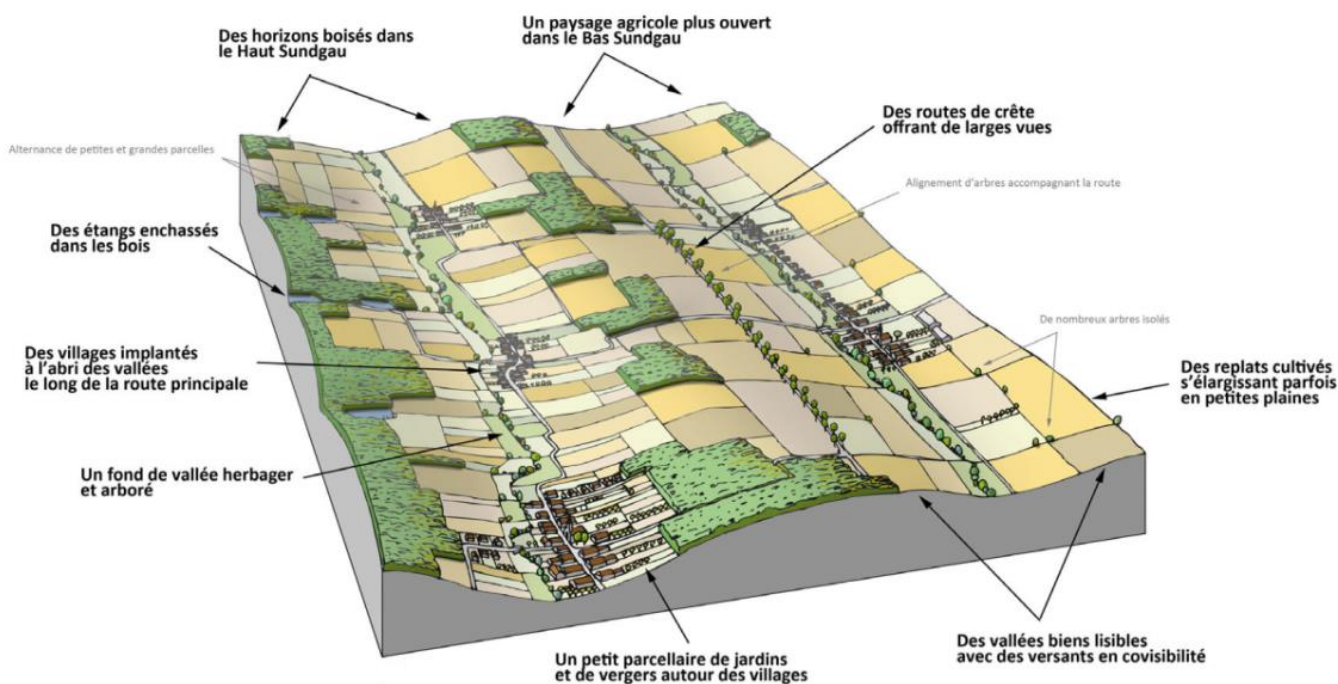 Des horizons boisés dans
le Haut Sundgau
Un paysage agricole plus ouvert
dans le Bas Sundgau
Des routes de crête
offrant de larges vues
Alternance de petites et grandes parcelles
Alignement d'arbres accompagnant la route
Des étangs enchassés
dans les bois
De nombreux arbres isolés
Des villages implantés
à l'abri des vallées
le long de la route principale
Des replats cultivés
s'élargissant parfois
en petites plaines
Un fond de vallée herbager
et arboré
Des vallées biens lisibles
avec des versants en covisibilité
Un petit parcellaire de jardins
et de vergers autour des villages